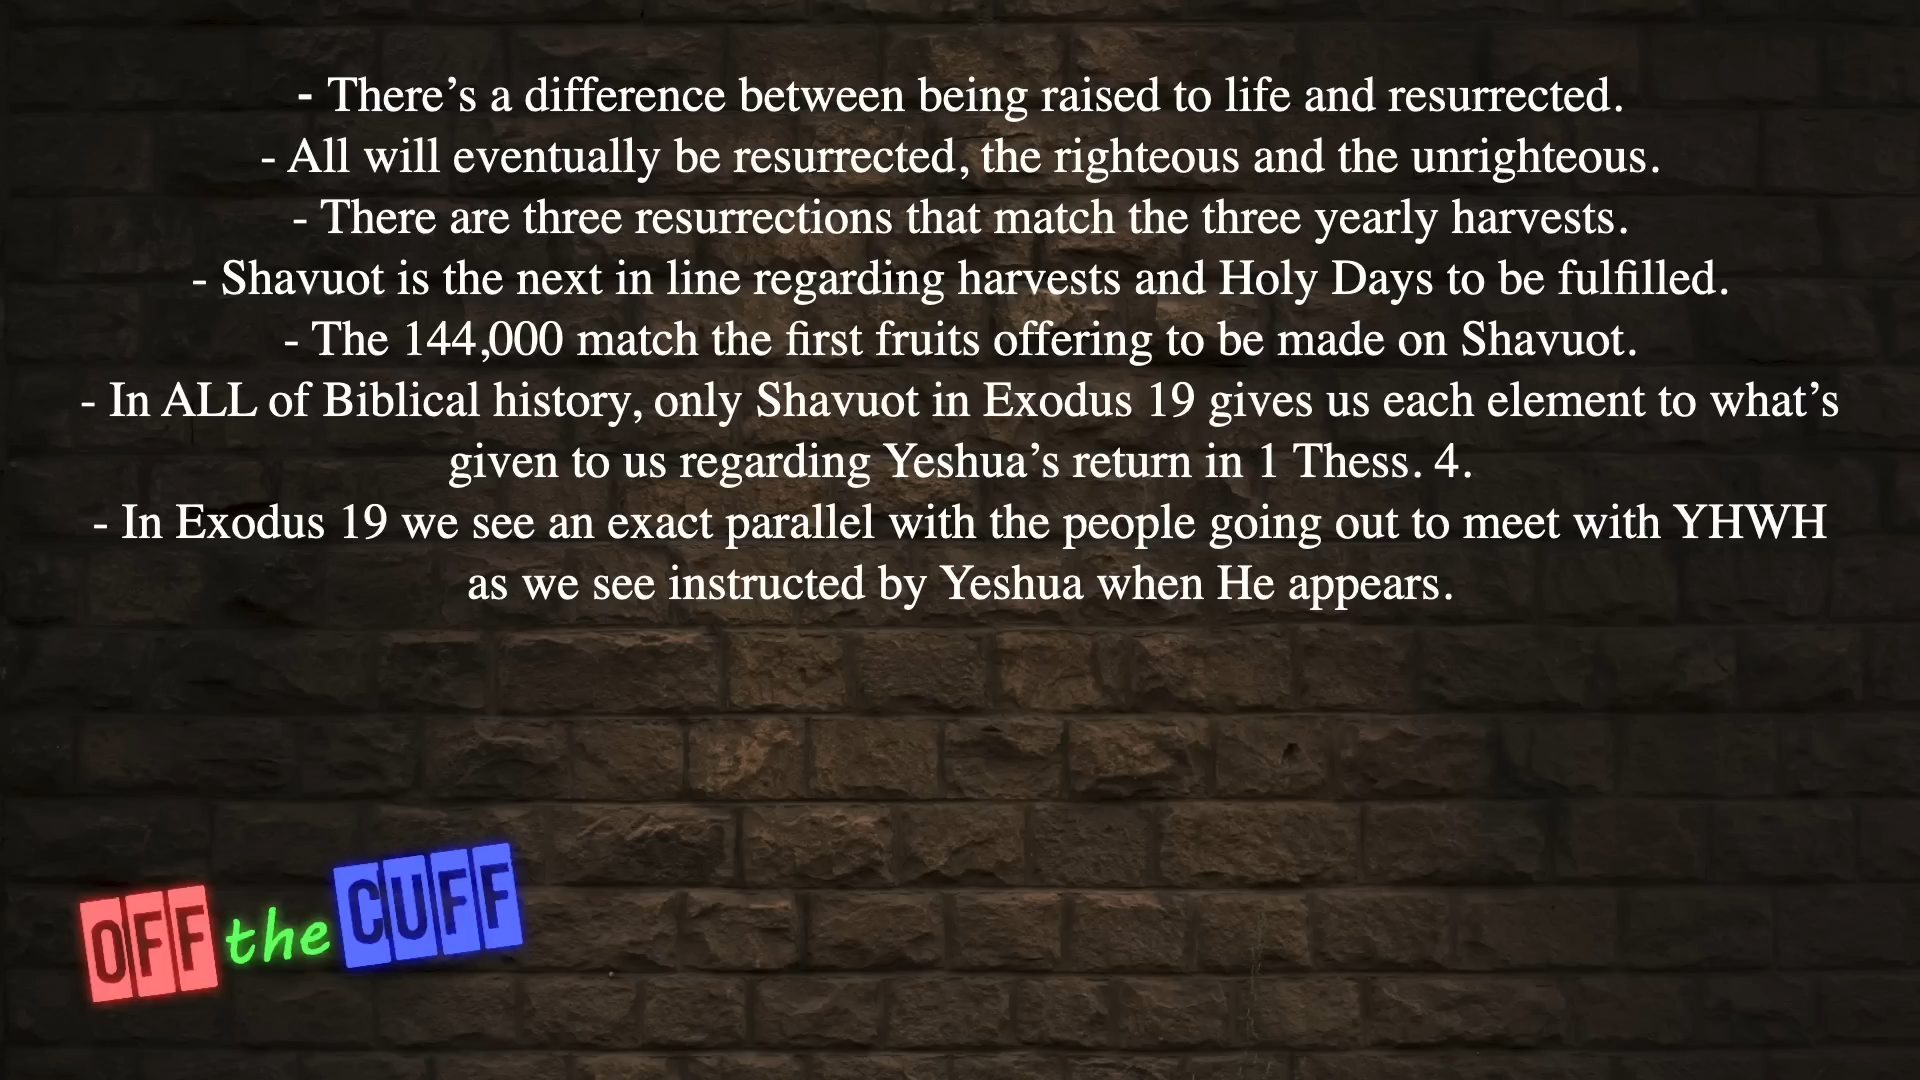 - There’s a difference between being raised to life and resurrected.
- All will eventually be resurrected, the righteous and the unrighteous.
- There are three resurrections that match the three yearly harvests.
- Shavuot is the next in line regarding harvests and Holy Days to be fulfilled.
- The 144,000 match the first fruits offering to be made on Shavuot.
- In ALL of Biblical history, only Shavuot in Exodus 19 gives us each element to what’s
given to us regarding Yeshua’s return in 1 Thess. 4.
- In Exodus 19 we see an exact parallel with the people going out to meet with YHWH
as we see instructed by Yeshua when He appears.
OFF the CUFF